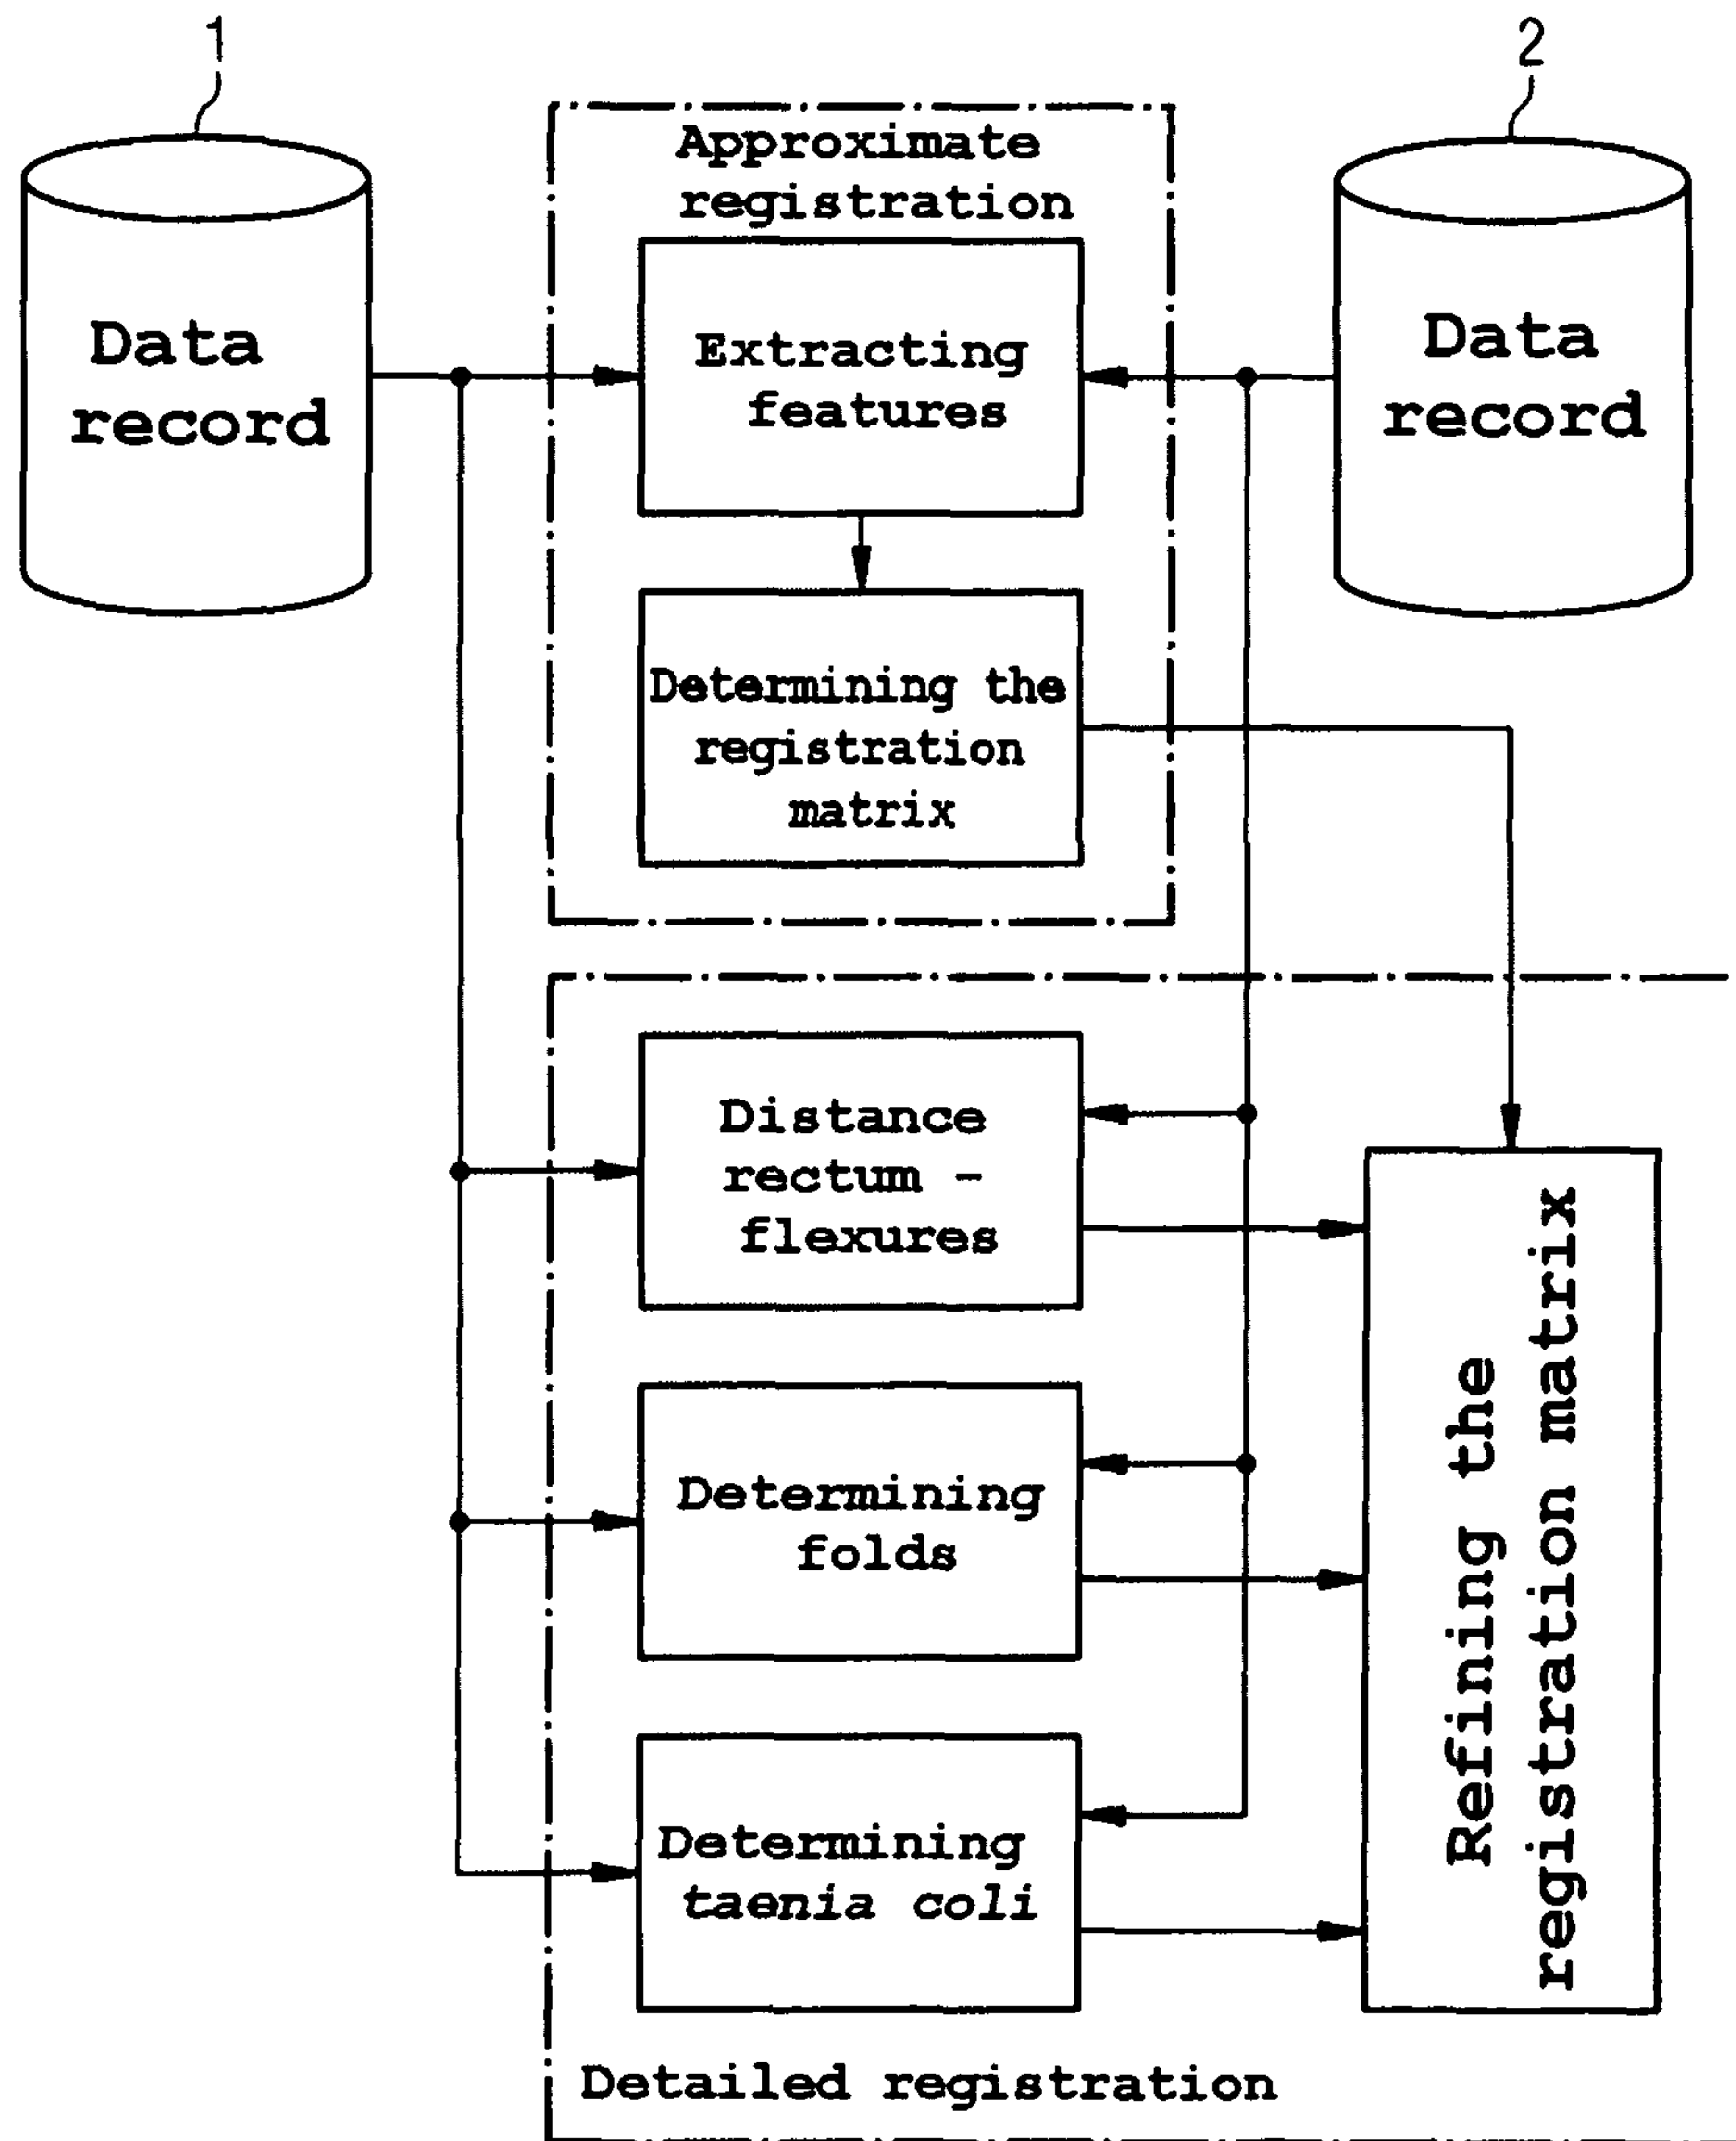 1
2
Approximate
registration
Data
record
Extracting
features
Data
record
Determining the
registration
matrix
Distance
rectum -
flexures
Determining
folds
Determining
taenia coli
Refining the
registration matrix
Detailed registration